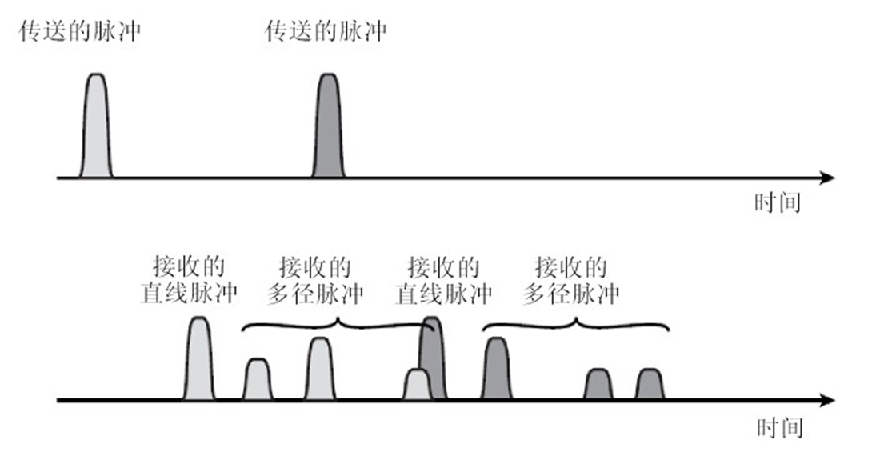 传送的脉冲 传送的脉冲
时间
接收的 接收的 接收的 接收的
直线脉冲 多径脉冲 直线脉冲 多径脉冲
时间